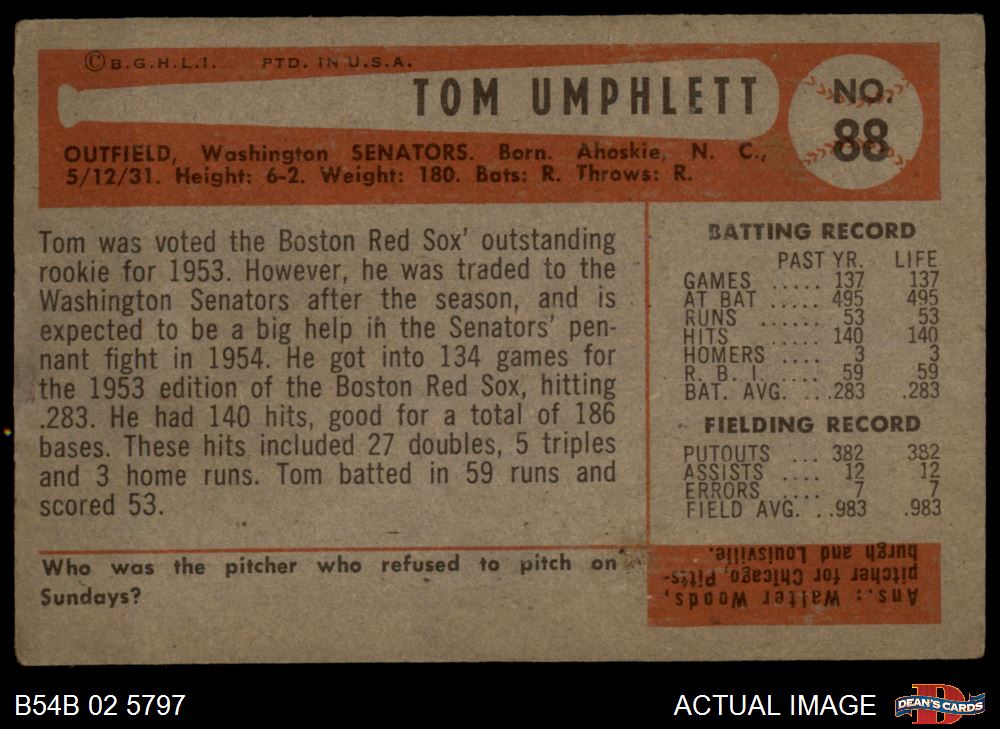 © B.G.H.L.I. PTD. IN U.S.A.
TOM UMPHLETT
NO.
88
OUTFIELD, Washington SENATORS. Born. Ahoskie, N. C.,
5/12/31. Height: 6-2. Weight: 180. Bats: R. Throws: R.
Tom was voted the Boston Red Sox' outstanding
rookie for 1953. However, he was traded to the
Washington Senators after the season, and is
expected to be a big help in the Senators' pen-
nant fight in 1954. He got into 134 games for
the 1953 edition of the Boston Red Sox, hitting
.283. He had 140 hits, good for a total of 186
bases. These hits included 27 doubles, 5 triples
and 3 home runs. Tom batted in 59 runs and
scored 53.
BATTING RECORD
PAST YR. LIFE
GAMES ..... 137 137
AT BAT ..... 495 495
RUNS ...... 53 53
HITS ..... 140 140
HOMERS .... 3 3
R. B. I. .... 59 59
BAT. AVG. ...283 .283
FIELDING RECORD
PUTOUTS ... 382 382
ASSISTS ... 12 12
ERRORS .... 7 7
FIELD AVG. ..983 .983
Who was the pitcher who refused to pitch on
Sundays?
Ans.: Walter Woods,
pitcher for Chicago, Pitts-
burgh and Louisville.
B54B 02 5797
ACTUAL IMAGE
D
DEAN'S CARDS